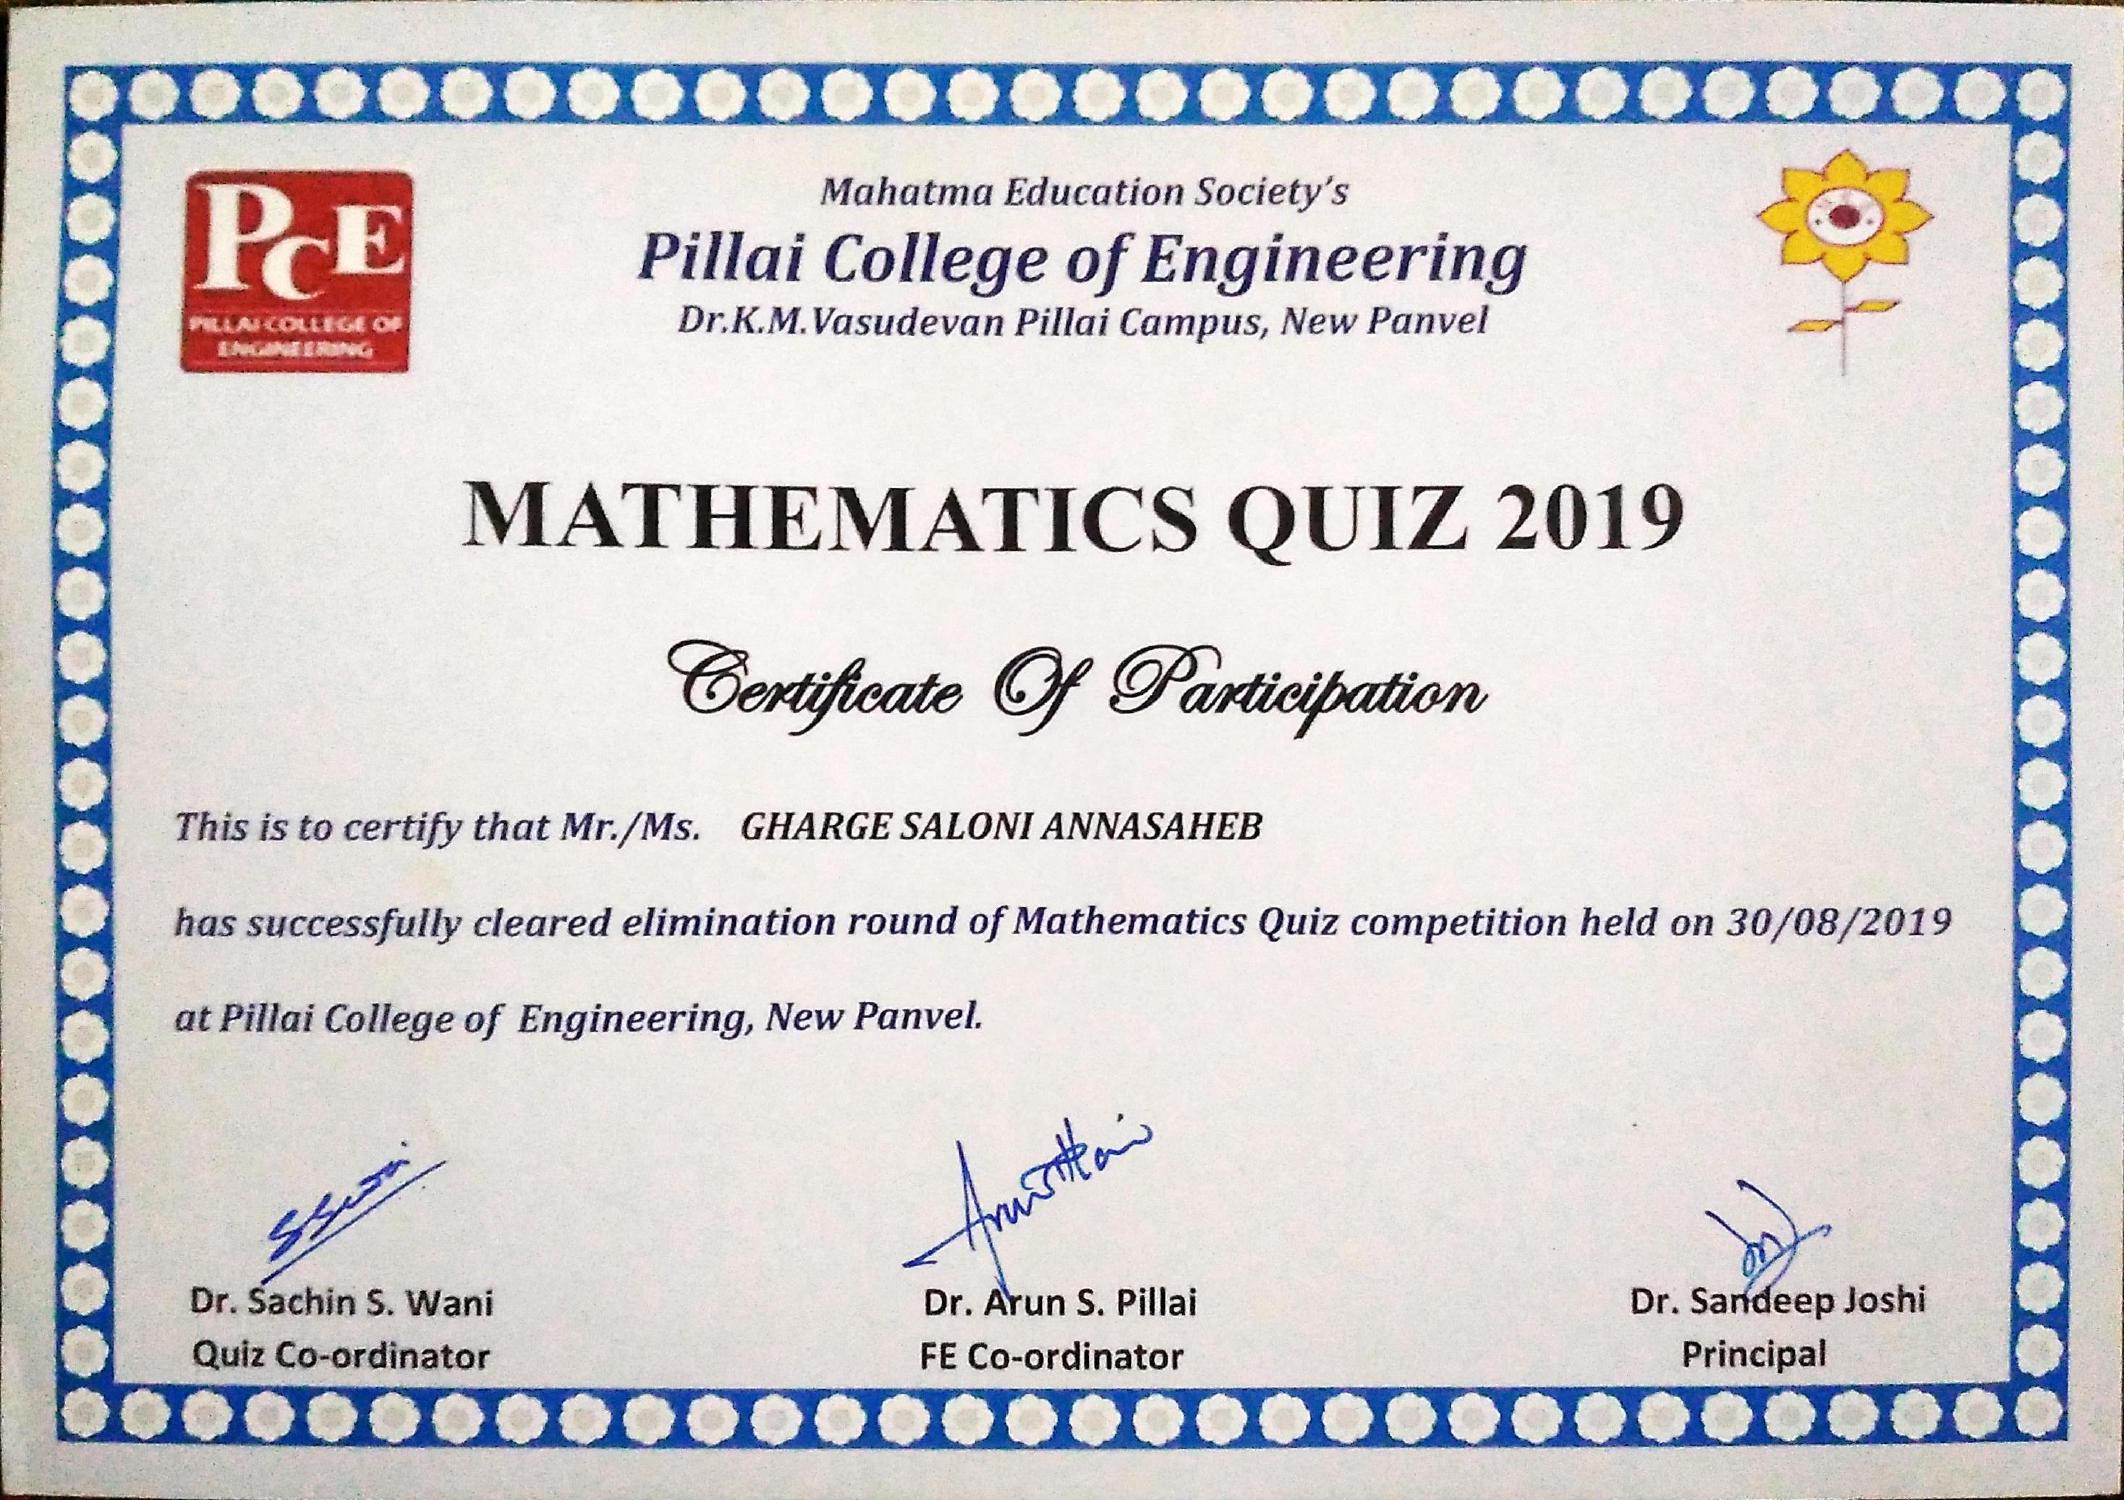 PCE
PILLAI COLLEGE OF
ENGINEERING
Mahatma Education Society's
Pillai College of Engineering
Dr.K.M.Vasudevan Pillai Campus, New Panvel
MATHEMATICS QUIZ 2019
Certificate Of Participation
This is to certify that Mr./Ms. GHARGE SALONI ANNASAHEB
has successfully cleared elimination round of Mathematics Quiz competition held on 30/08/2019
at Pillai College of Engineering, New Panvel.
Dr. Sachin S. Wani
Quiz Co-ordinator
Dr. Arun S. Pillai
FE Co-ordinator
Dr. Sandeep Joshi
Principal